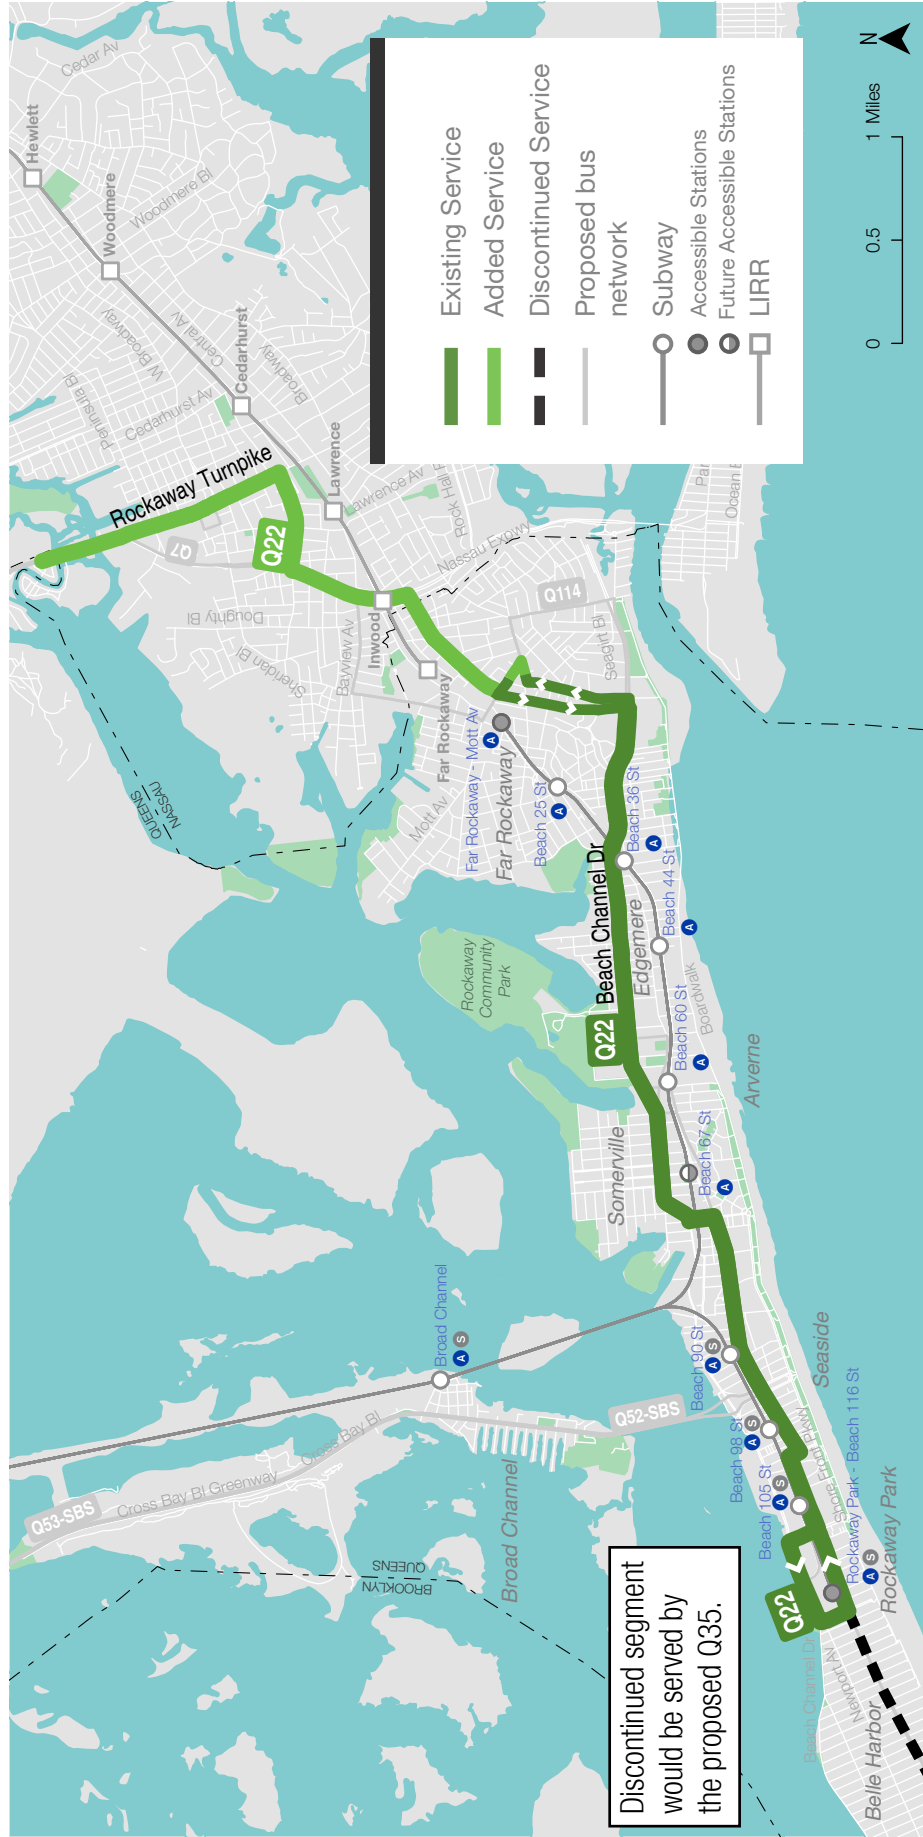 Existing Service
Added Service
Discontinued Service
Proposed bus
network
Subway
Accessible Stations
Future Accessible Stations
LIRR
N
0
0.5
1 Miles
Discontinued segment
would be served by
the proposed Q35.
Hewlett
Cedar Av
Woodmere
Woodmere Bl
Peninsula Bl
W Broadway
Central Av
Cedarhurst Av
Cedarhurst
Broadway
Rockaway Turnpike
Lawrence
Lawrence Av
Q22
Q7
Nassau Expwy
Doughty Bl
Sheridan Bl
Bayview Av
Inwood
Q114
Seagirt Bl
Far Rockaway
Far Rockaway - Mott Av
A
Mott Av
Far Rockaway
QUEENS
NASSAU
Beach 25 St
A
Beach 36 St
A
Beach 44 St
A
Beach Channel Dr
Q22
Edgemere
Rockaway
Community
Park
Beach 60 St
A
Boardwalk
Arverne
Beach 67 St
A
Somerville
Broad Channel
A S
Beach 90 St
A S
Q52-SBS
Seaside
Beach 98 St
A S
Beach 105 St
A S
Shore Front Pkwy
Rockaway Park - Beach 116 St
A S
Rockaway Park
Q22
Cross Bay Bl
Cross Bay Bl Greenway
Q53-SBS
Broad Channel
QUEENS
BROOKLYN
Beach Channel Dr
Newport Av
Belle Harbor